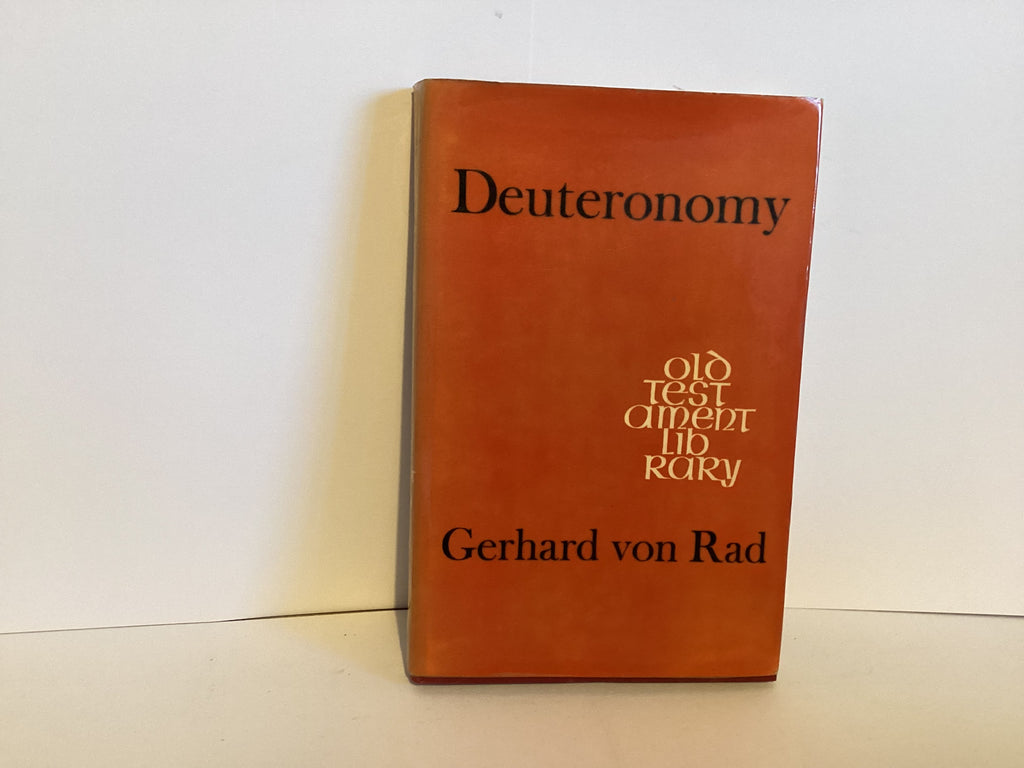 Deuteronomy
old
test
ament
lib
rary
Gerhard von Rad